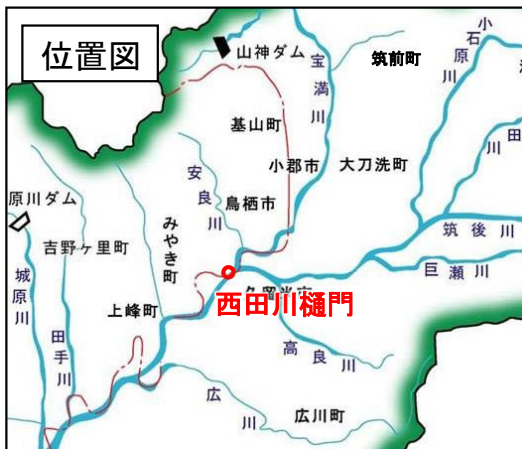 位置図
山神ダム
宝満川
筑前町
小石原川
基山町
小郡市
大刀洗町
田川
安良川
鳥栖市
原川ダム
吉野ヶ里町
みやき町
筑後川
巨瀬川
城原川
上峰町
西田川樋門
久留米市
田手川
高良川
広川
広川町